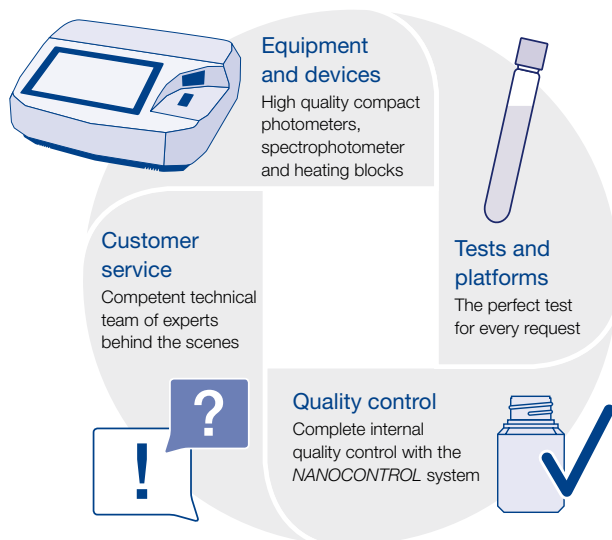 Equipment
and devices
High quality compact
photometers,
spectrophotometer
and heating blocks
Tests and
platforms
The perfect test
for every request
Quality control
Complete internal
quality control with the
NANOCONTROL system
Customer
service
Competent technical
team of experts
behind the scenes
!
?